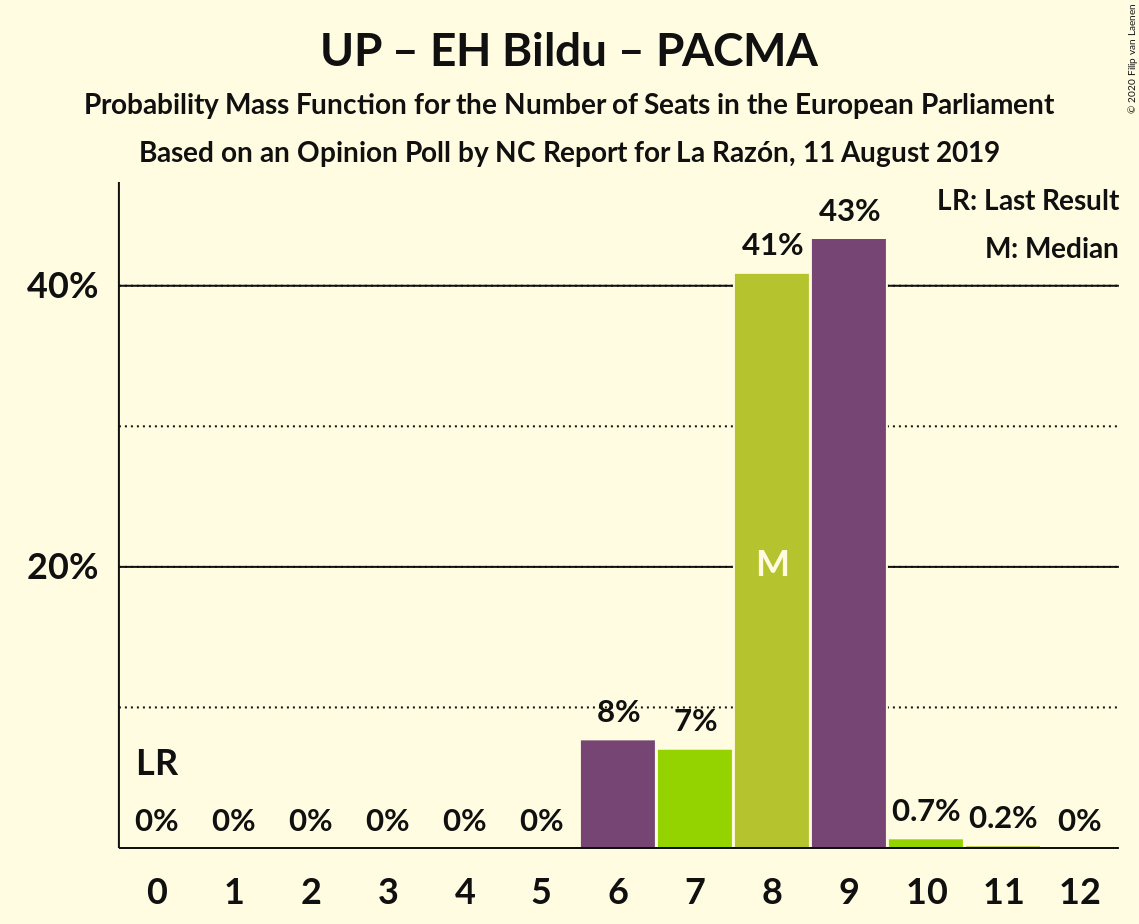 UP – EH Bildu – PACMA
Probability Mass Function for the Number of Seats in the European Parliament
Based on an Opinion Poll by NC Report for La Razón, 11 August 2019
© 2020 Filip van Laenen
LR: Last Result
M: Median
43%
41%
40%
20%
M
8%
7%
LR
0% 0% 0% 0% 0% 0% 0.7% 0.2% 0%
0 1 2 3 4 5 6 7 8 9 10 11 12